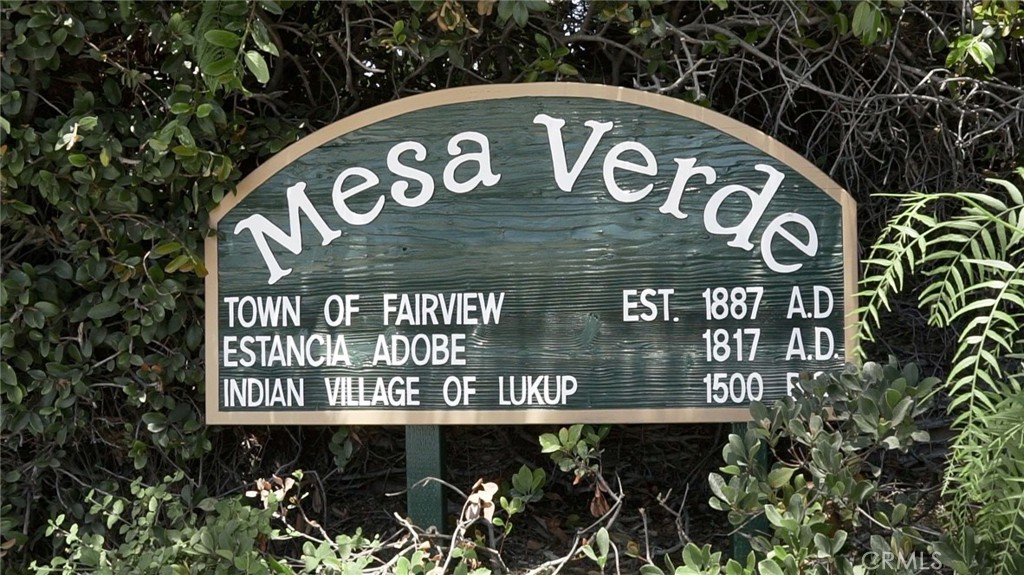 Mesa Verde
TOWN OF FAIRVIEW EST. 1887 A.D
ESTANCIA ADOBE 1817 A.D.
INDIAN VILLAGE OF LUKUP 1500
CRMLS